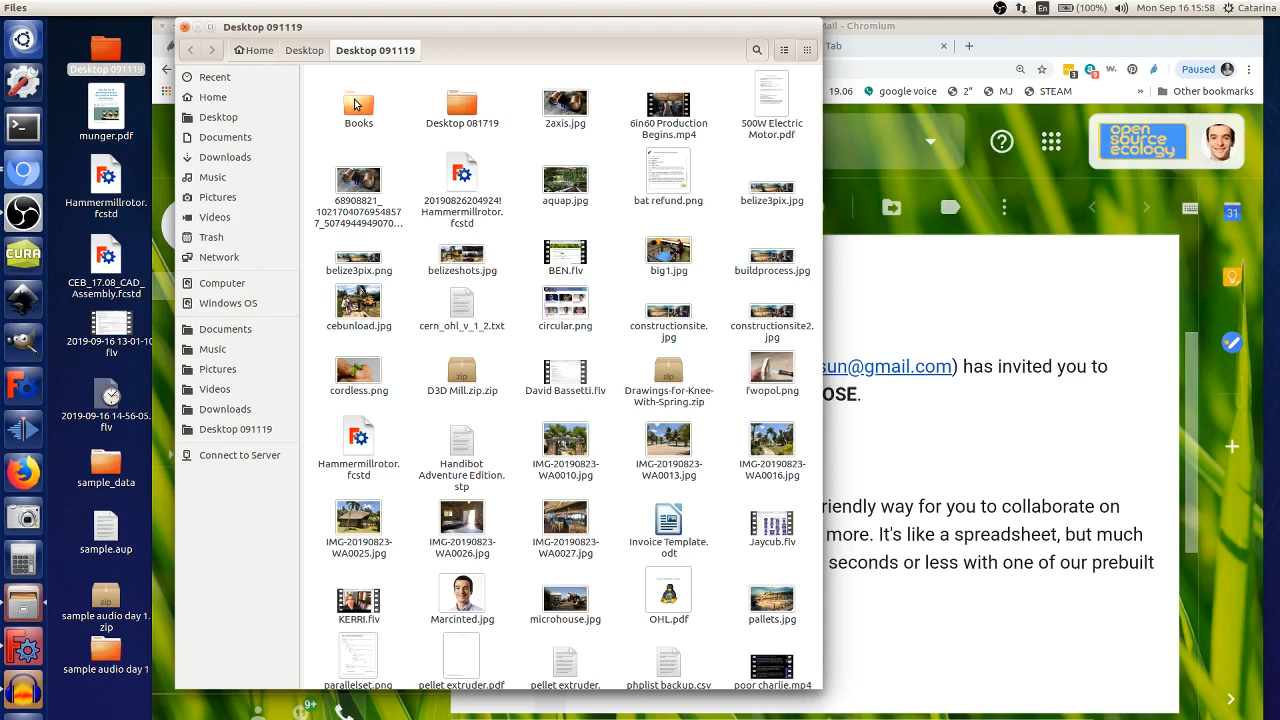 Files
En
(100%)
Mon Sep 16 15:58
Catarina
Desktop 091119
Mail - Chromium
Home
Desktop
Desktop 091119
Tab
Paused
19.06
google voice
Z
MJ
STEAM
Other bookmarks
Desktop 091119
munger.pdf
Hammermillrotor.
fcstd
CEB_17.08_CAD_
Assembly.fcstd
2019-09-16 13-01-10.
flv
2019-09-16 14-56-05.
flv
sample_data
sample.aup
sample audio day 1.
zip
sample audio day 1
CURA
Recent
Home
Desktop
Documents
Downloads
Music
Pictures
Videos
Trash
Network
Computer
Windows OS
Documents
Music
Pictures
Videos
Downloads
Desktop 091119
Connect to Server
Books
Desktop 081719
2axis.jpg
6in60 Production
Begins.mp4
500W Electric
Motor.pdf
68908821_
1021704076954857
7_5074944949070…
20190826204924!
Hammermillrotor.
fcstd
aquap.jpg
bat refund.png
belize3pix.jpg
belize3pix.png
belizeshots.jpg
BEN.flv
big1.jpg
buildprocess.jpg
cebunload.jpg
cern_ohl_v_1_2.txt
circular.png
constructionsite.
jpg
constructionsite2.
jpg
cordless.png
zip
D3D Mill.zip.zip
David Bassetti.flv
zip
Drawings-for-Knee-
With-Spring.zip
fwopol.png
Hammermillrotor.
fcstd
Handibot
Adventure Edition.
stp
IMG-20190823-
WA0010.jpg
IMG-20190823-
WA0013.jpg
IMG-20190823-
WA0016.jpg
IMG-20190823-
WA0025.jpg
IMG-20190823-
WA0026.jpg
IMG-20190823-
WA0027.jpg
Invoice Template.
odt
Jaycub.flv
KERRI.flv
Marcinted.jpg
microhouse.jpg
OHL.pdf
pallets.jpg
parallelset.png
pellet extruder.pdf
pellet extruder.
phplist backup.csv
poor charlie.mp4
open
source
ecology
31
sun@gmail.com) has invited you to
OSE.
riendly way for you to collaborate on
more. It's like a spreadsheet, but much
seconds or less with one of our prebuilt
9+